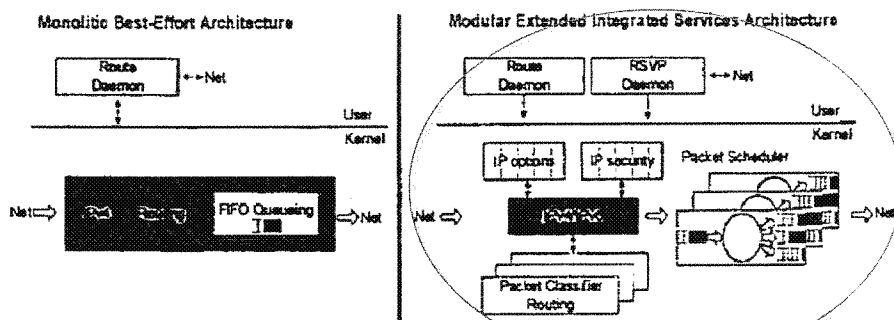 Monolitic Best-Effort Architecture
Route
Daemon
Net
User
Kernel
Net
Routing
FIFO Queueing
Net
Modular Extended Integrated Services Architecture
Route
Daemon
RSVP
Daemon
Net
User
Kernel
IP options
IP security
Packet Scheduler
Net
Net
Packet Classifier
Routing